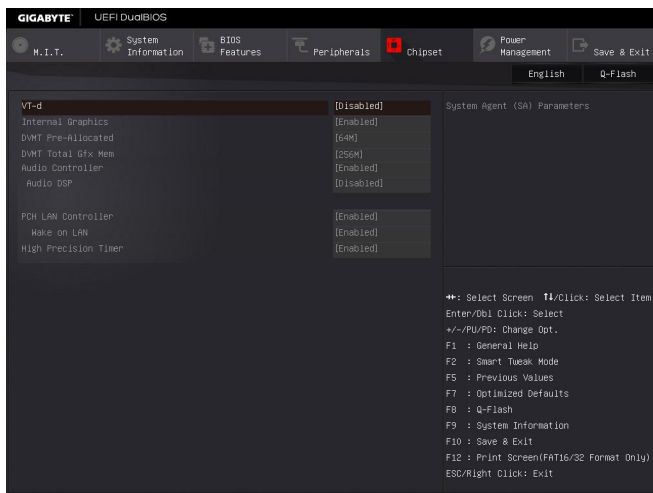 GIGABYTE™ UEFI DualBIOS
M.I.T.
System Information
BIOS Features
Peripherals
Chipset
Power Management
Save & Exit
English Q-Flash
VT-d [Disabled]
Internal Graphics [Enabled]
DVMT Pre-Allocated [64M]
DVMT Total Gfx Mem [256M]
Audio Controller [Enabled]
Audio DSP [Disabled]
PCH LAN Controller [Enabled]
Wake on LAN [Enabled]
High Precision Timer [Enabled]
System Agent (SA) Parameters
→←: Select Screen ↑↓/Click: Select Item
Enter/Dbl Click: Select
+/-/PU/PD: Change Opt.
F1 : General Help
F2 : Smart Tweak Mode
F5 : Previous Values
F7 : Optimized Defaults
F8 : Q-Flash
F9 : System Information
F10 : Save & Exit
F12 : Print Screen(FAT16/32 Format Only)
ESC/Right Click: Exit